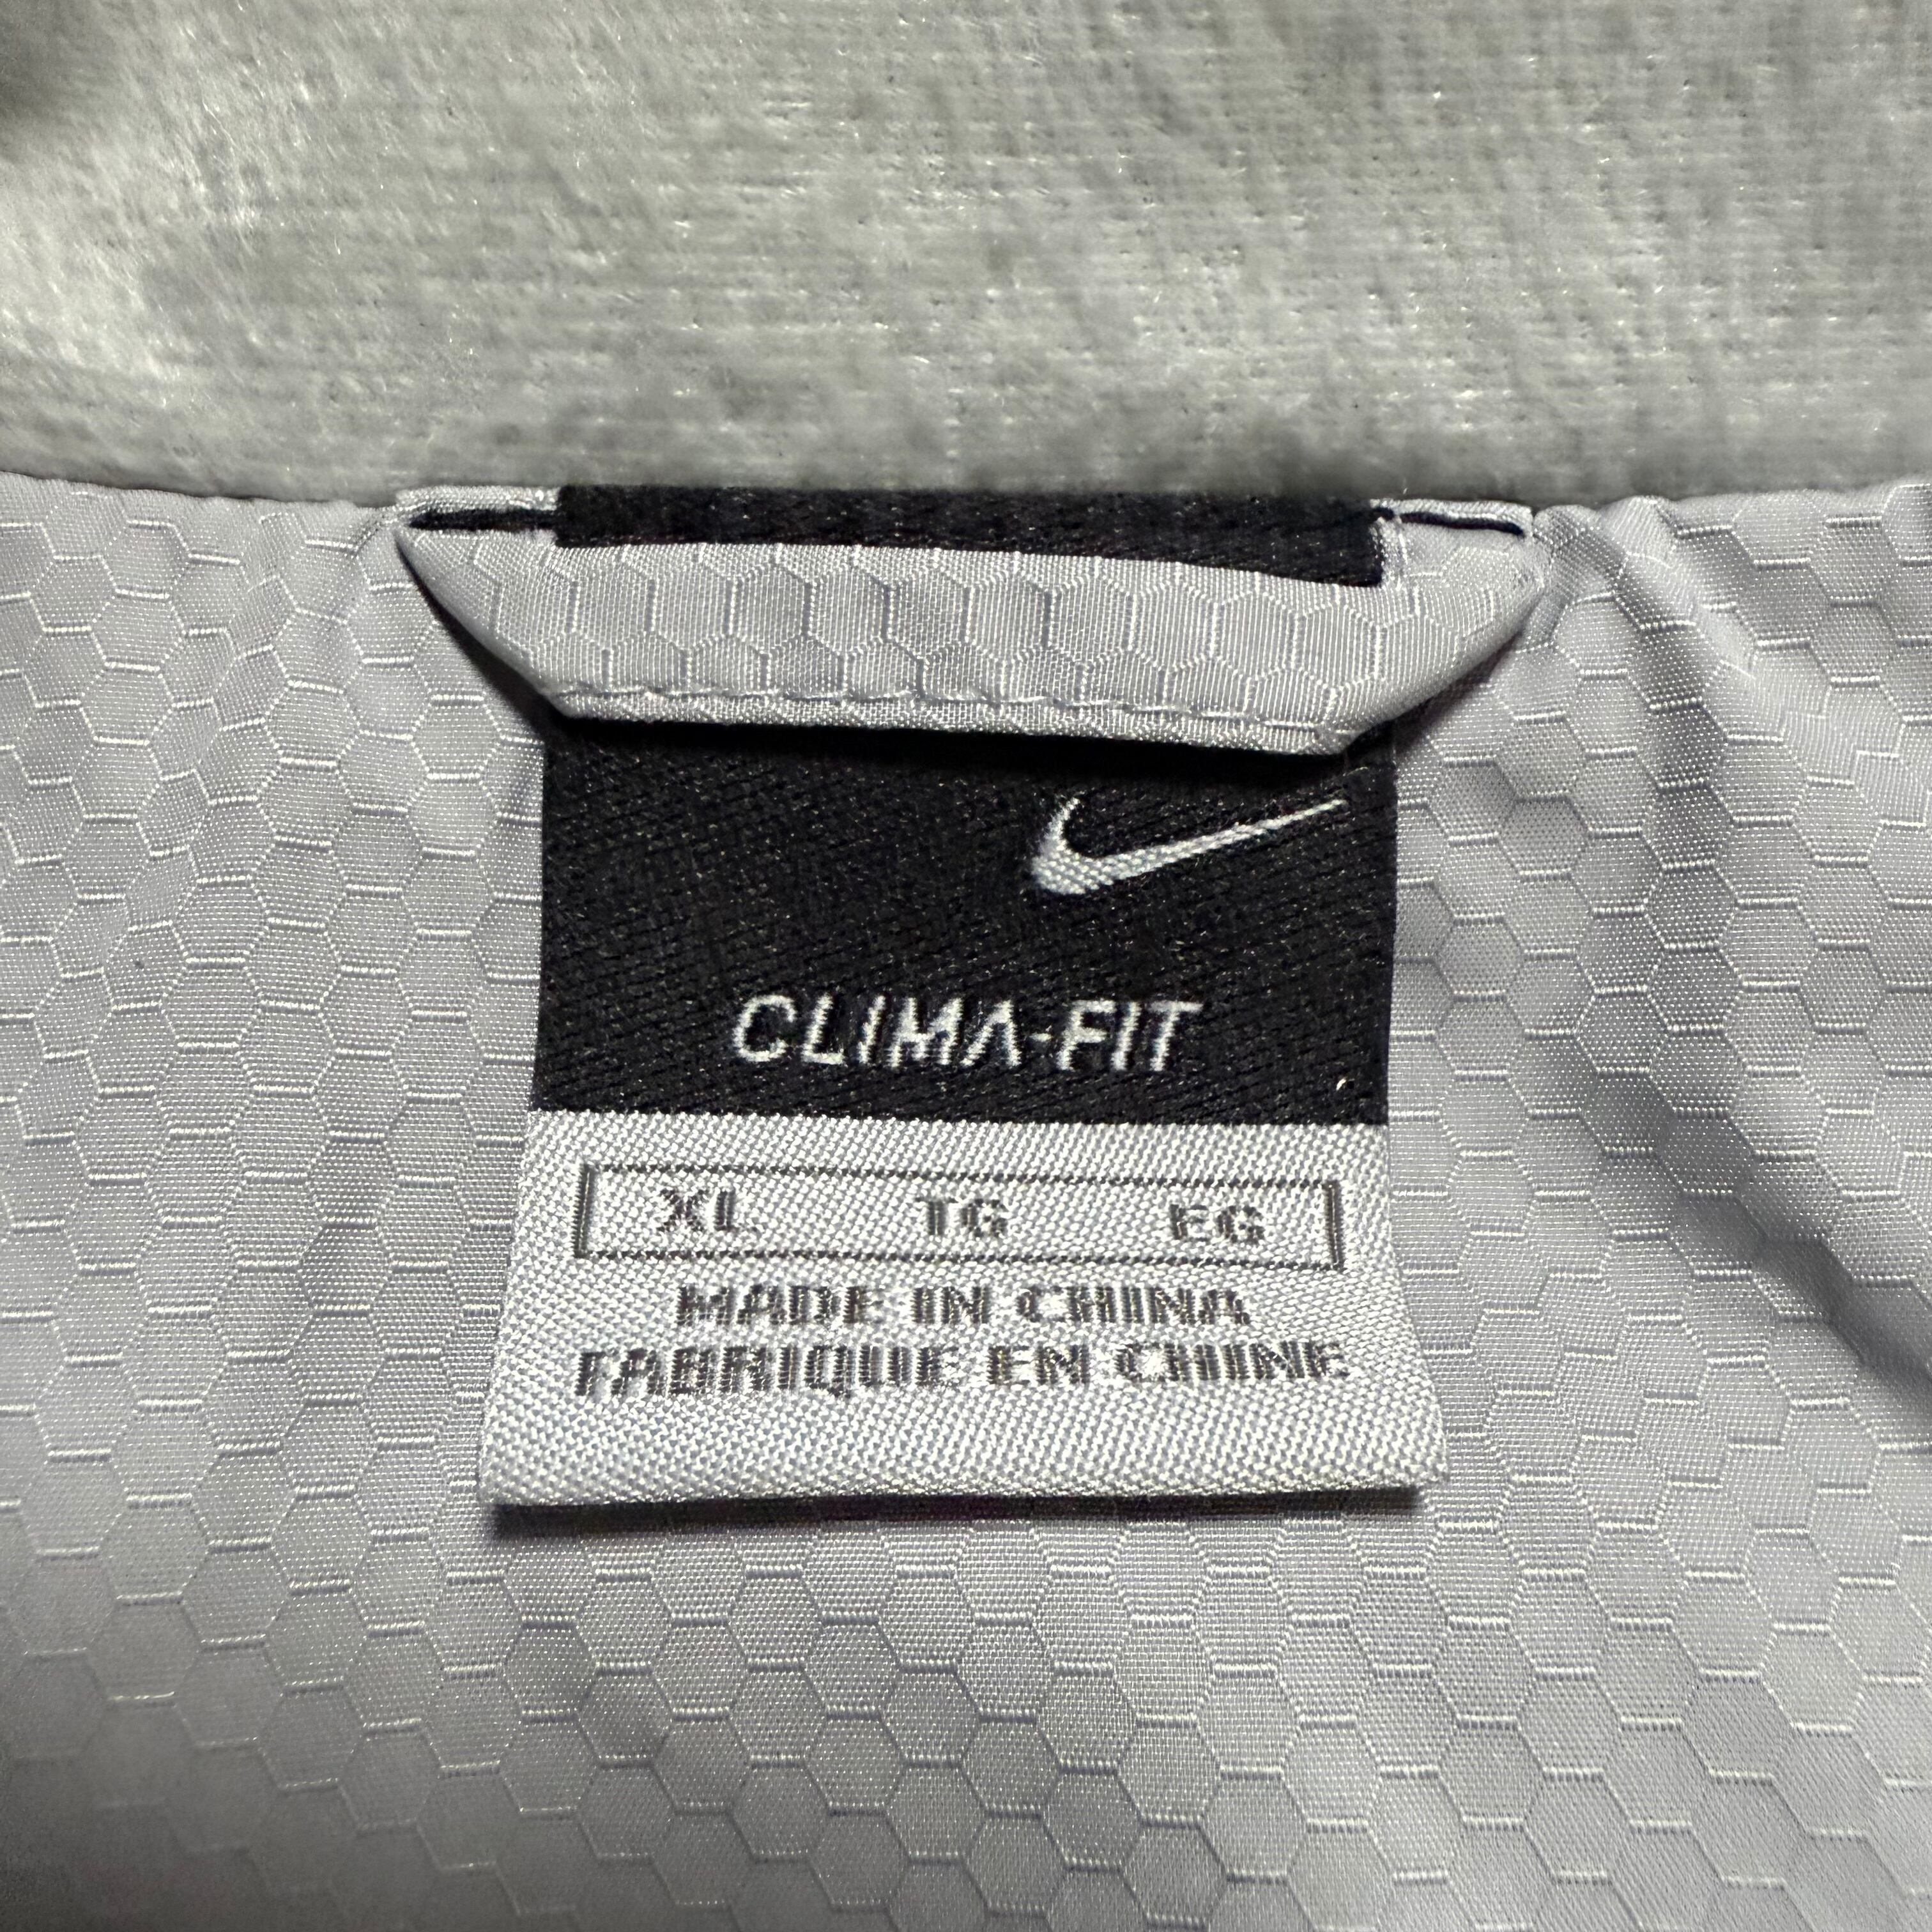 CLIMA-FIT
XL TG EG
MADE IN CHINA
FABRIQUE EN CHINE